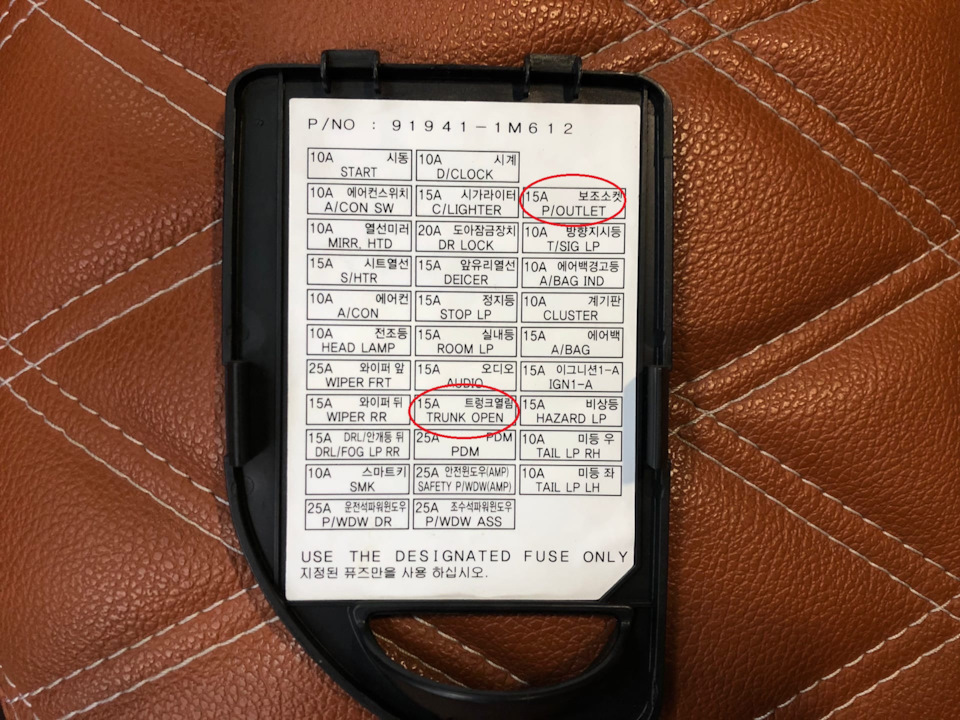 P/NO : 91941-1M612
10A 시동 10A 시계
START D/CLOCK
10A 에어컨스위치 15A 시가라이터 15A 보조소켓
A/CON SW C/LIGHTER P/OUTLET
10A 열선미러 20A 도아잠금장치 10A 방향지시등
MIRR, HTD DR LOCK T/SIG LP
15A 시트열선 15A 앞유리열선 10A 에어백경고등
S/HTR DEICER A/BAG IND
10A 에어컨 15A 정지등 10A 계기판
A/CON STOP LP CLUSTER
10A 전조등 15A 실내등 15A 에어백
HEAD LAMP ROOM LP A/BAG
25A 와이퍼 앞 15A 오디오 15A 이그니션1-A
WIPER FRT AUDIO IGN1-A
15A 와이퍼 뒤 15A 트렁크열림 15A 비상등
WIPER RR TRUNK OPEN HAZARD LP
15A DRL/안개등 뒤 25A PDM 10A 미등 우
DRL/FOG LP RR PDM TAIL LP RH
10A 스마트키 25A 안전윈도우(AMP) 10A 미등 좌
SMK SAFETY P/WDW(AMP) TAIL LP LH
25A 운전석파워윈도우 25A 조수석파워윈도우
P/WDW DR P/WDW ASS
USE THE DESIGNATED FUSE ONLY
지정된 퓨즈만을 사용 하십시오.